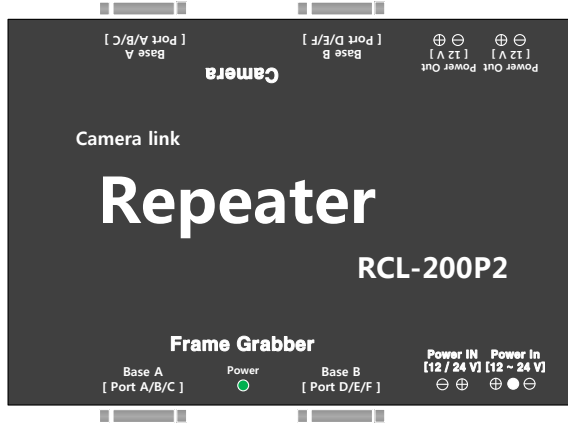 [ Port A/B/C ]
Base A
[ Port D/E/F ]
Base B
Camera
⊕ ⊖ ⊕ ⊖
[ 12 V ] [ 12 V ]
Power Out Power Out
Camera link
Repeater
RCL-200P2
Frame Grabber
Base A
[ Port A/B/C ]
Power
Base B
[ Port D/E/F ]
Power IN Power In
[12 / 24 V] [12 ~ 24 V]
⊖ ⊕ ⊕ ● ⊖